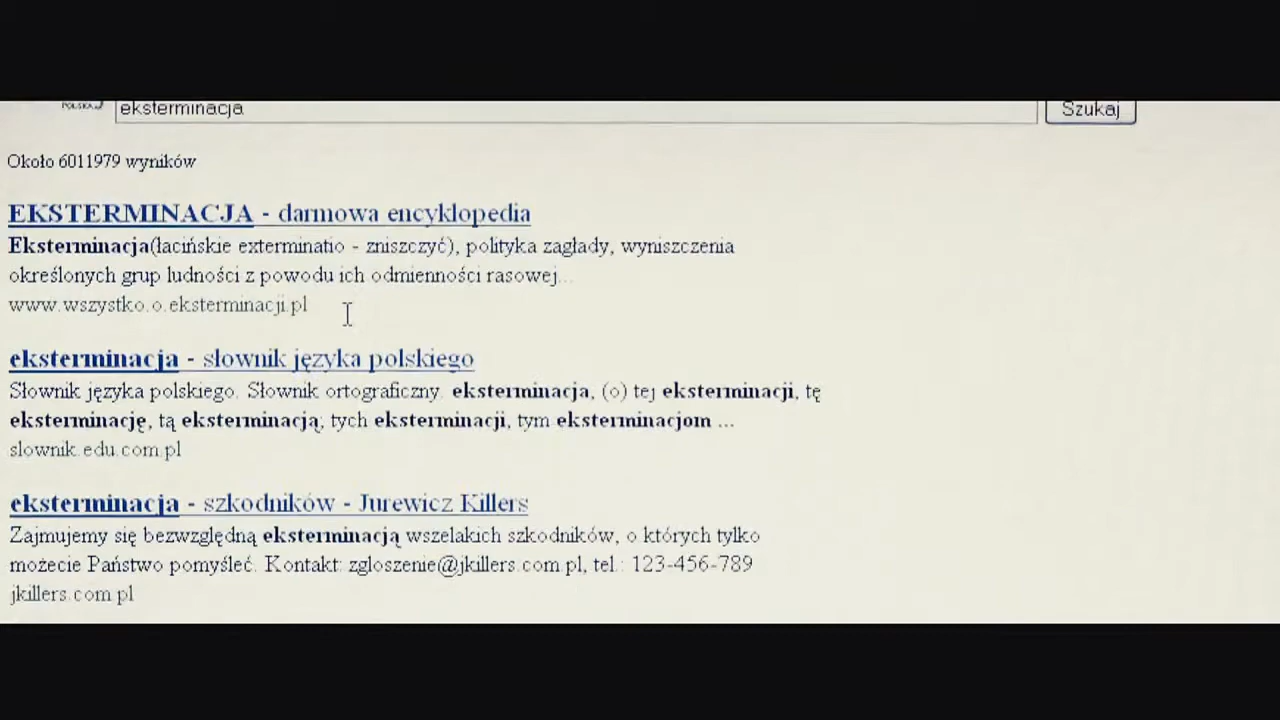 POLSKA
eksterminacja
Szukaj
Około 6011979 wyników
EKSTERMINACJA - darmowa encyklopedia
Eksterminacja(łacińskie exterminatio - zniszczyć), polityka zagłady, wyniszczenia
określonych grup ludności z powodu ich odmienności rasowej...
www.wszystko.o.eksterminacji.pl
eksterminacja - słownik języka polskiego
Słownik języka polskiego. Słownik ortograficzny. eksterminacja, (o) tej eksterminacji, tę
eksterminację, tą eksterminacją, tych eksterminacji, tym eksterminacjom ...
slownik.edu.com.pl
eksterminacja - szkodników - Jurewicz Killers
Zajmujemy się bezwzględną eksterminacją wszelakich szkodników, o których tylko
możecie Państwo pomyśleć. Kontakt: zgloszenie@jkillers.com.pl, tel.: 123-456-789
jkillers.com.pl